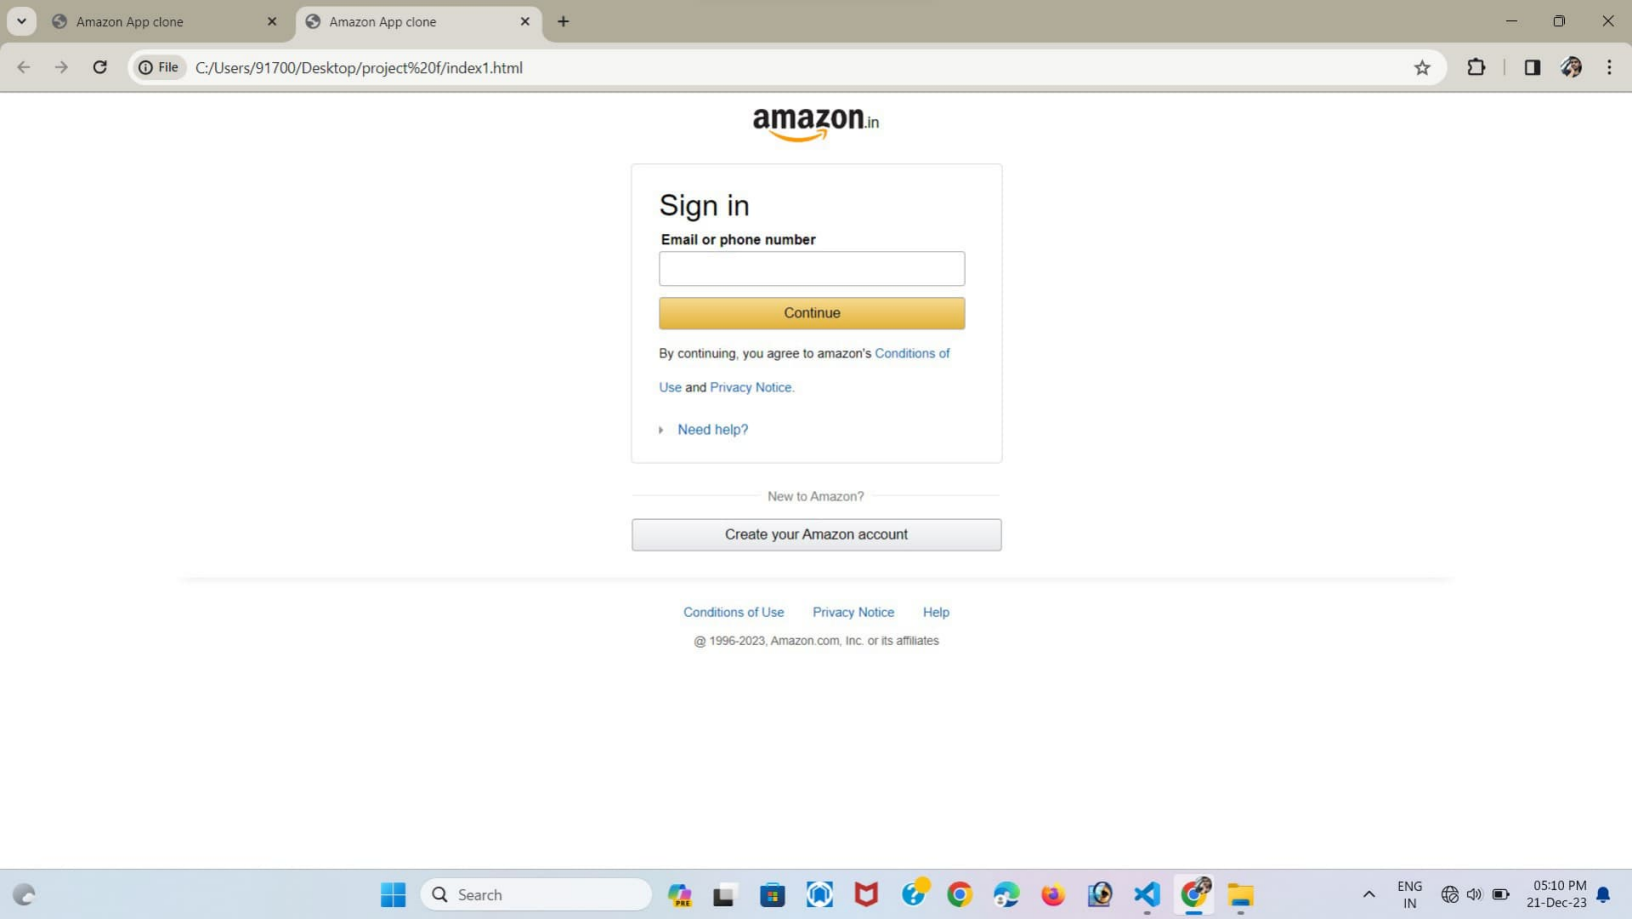 Amazon App clone
Amazon App clone
File C:/Users/91700/Desktop/project%20f/index1.html
amazon.in
Sign in
Email or phone number
Continue
By continuing, you agree to amazon's Conditions of
Use and Privacy Notice.
Need help?
New to Amazon?
Create your Amazon account
Conditions of Use Privacy Notice Help
@ 1996-2023, Amazon.com, Inc. or its affiliates
Search
PRE
ENG
IN
05:10 PM
21-Dec-23